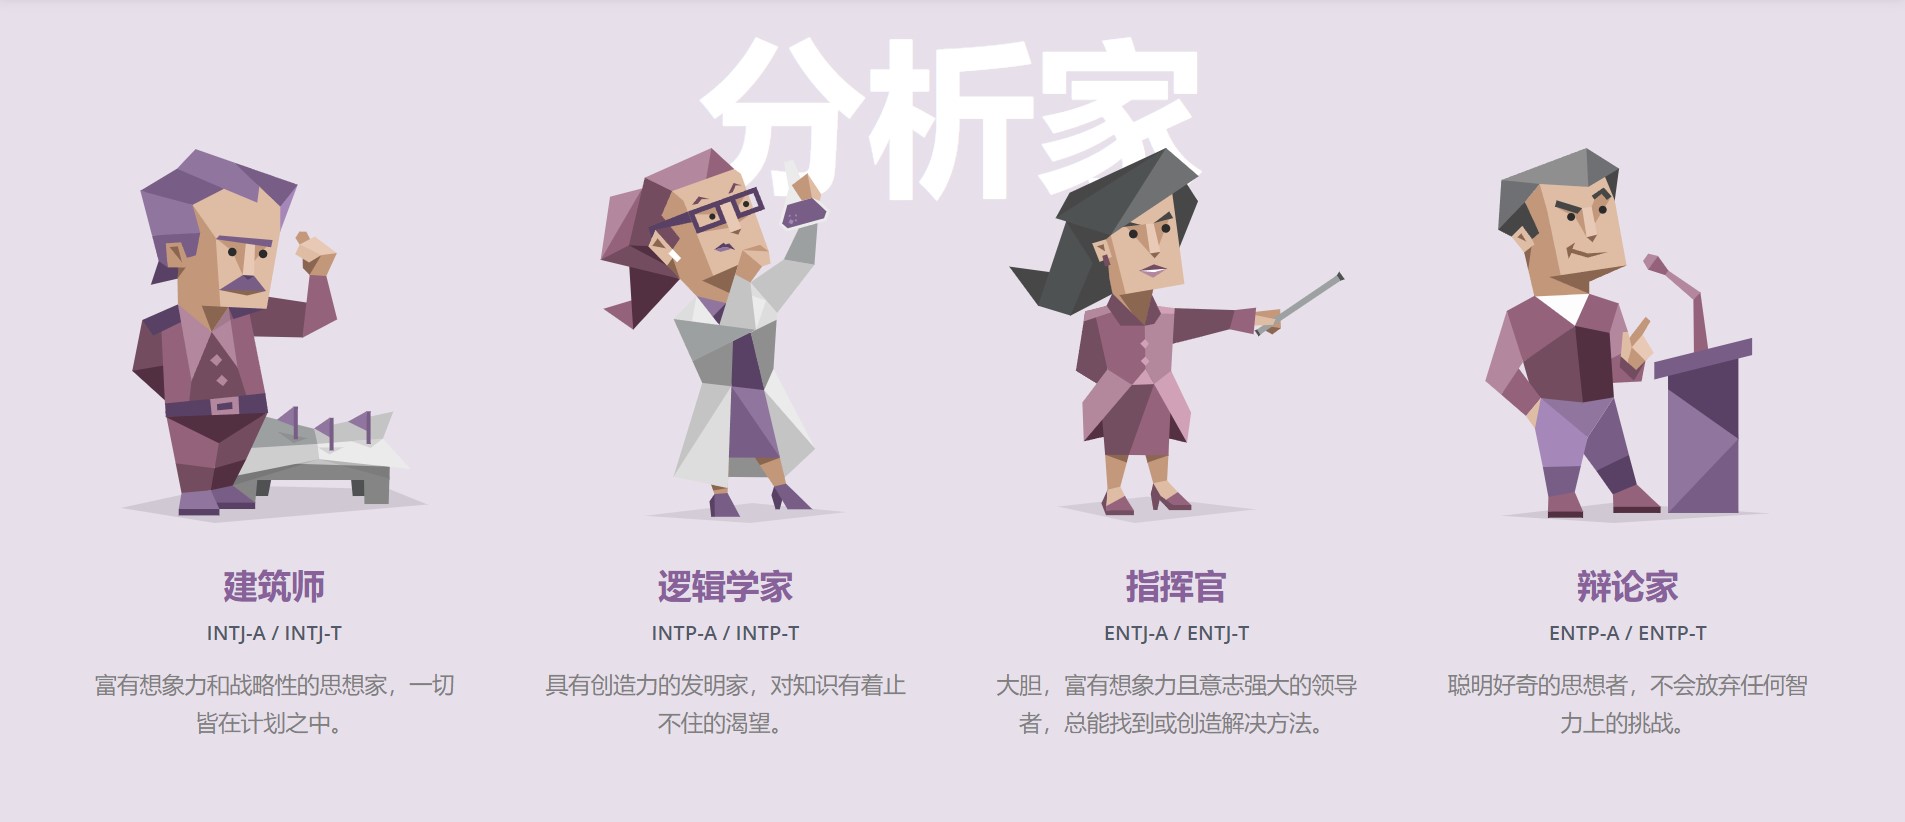 分析家
建筑师
INTJ-A / INTJ-T
富有想象力和战略性的思想家，一切
皆在计划之中。
逻辑学家
INTP-A / INTP-T
具有创造力的发明家，对知识有着止
不住的渴望。
指挥官
ENTJ-A / ENTJ-T
大胆，富有想象力且意志强大的领导
者，总能找到或创造解决方法。
辩论家
ENTP-A / ENTP-T
聪明好奇的思想者，不会放弃任何智
力上的挑战。